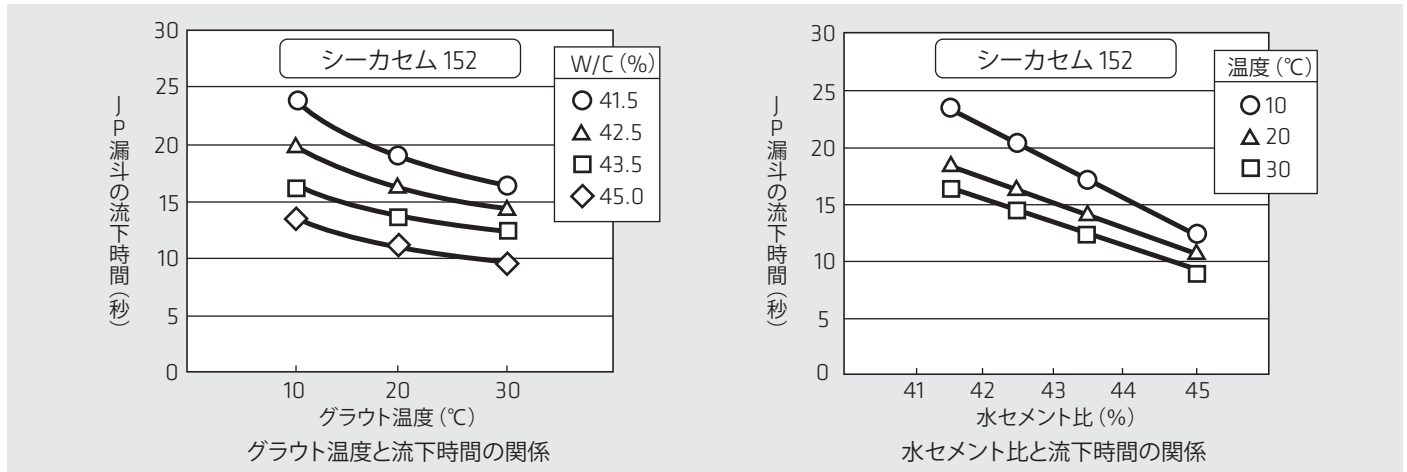 30
25
20
15
10
5
0
JP漏斗の流下時間(秒)
シーカセム 152
W/C (%)
41.5
42.5
43.5
45.0
10 20 30
グラウト温度(℃)
グラウト温度と流下時間の関係
30
25
20
15
10
5
0
JP漏斗の流下時間(秒)
シーカセム 152
温度(℃)
10
20
30
41 42 43 44 45
水セメント比(%)
水セメント比と流下時間の関係